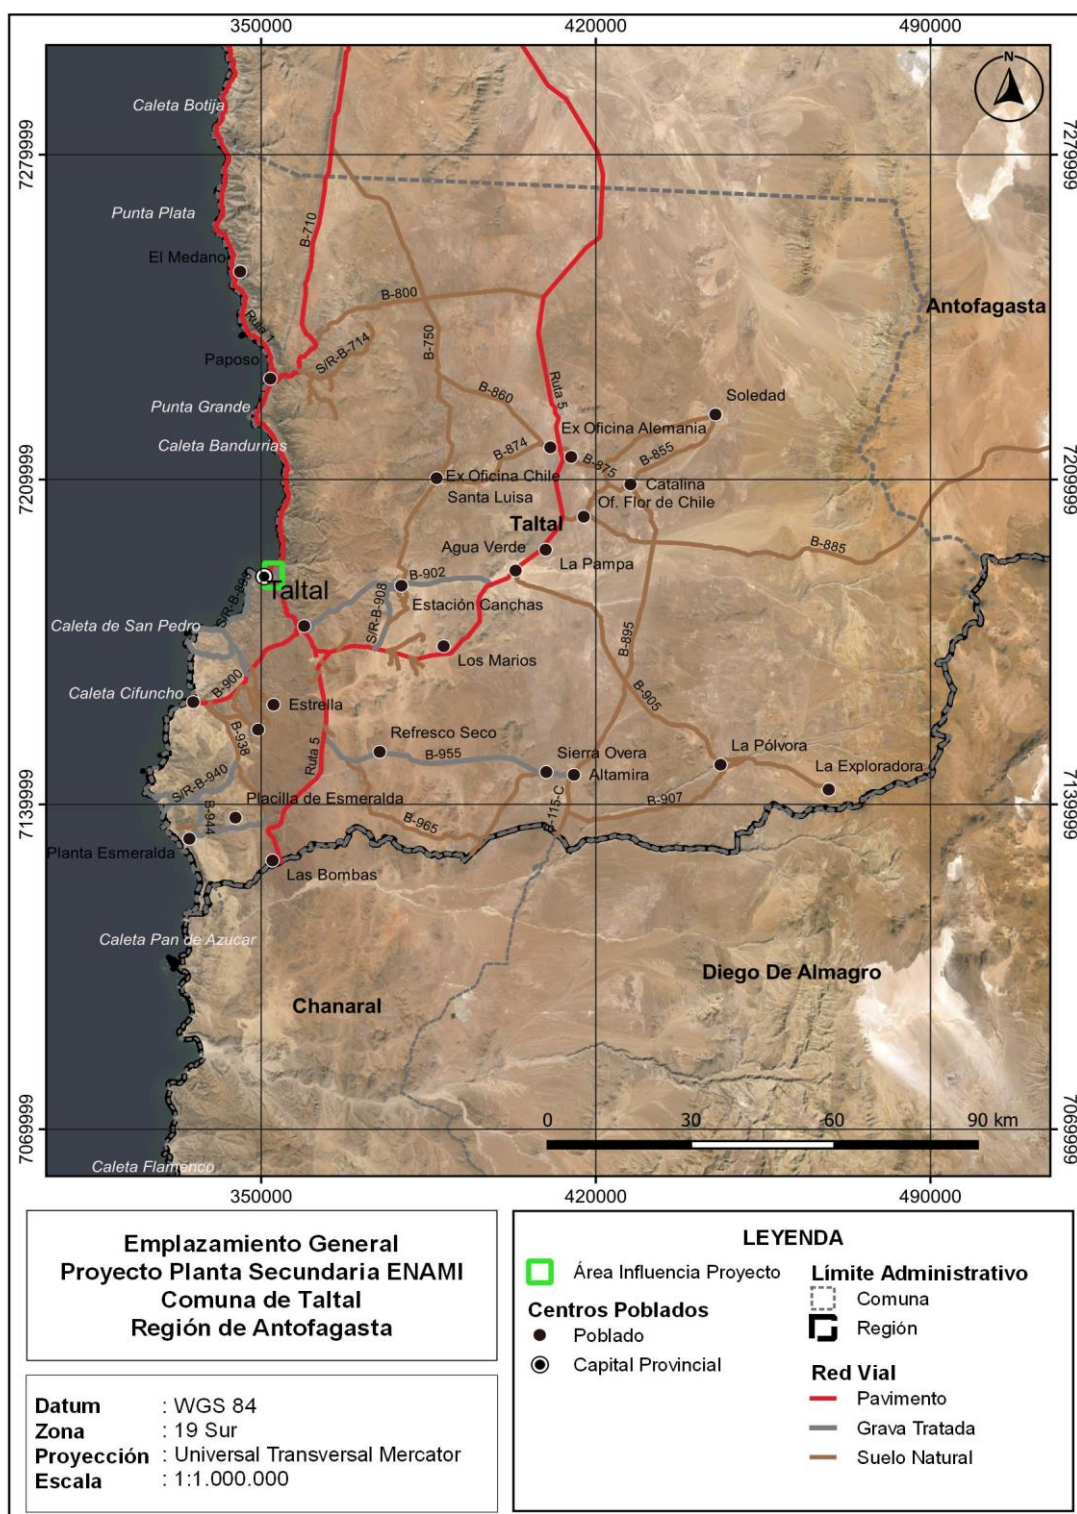 350000
420000
490000
N
Caleta Botija
7279999
7279999
Punta Plata
B-710
El Medano
B-800
Antofagasta
Ruta 1
B-750
S/R-B-714
Paposo
Ruta 5
B-860
Soledad
Punta Grande
Ex Oficina Alemania
Caleta Bandurrias
B-874
B-875
B-855
7209999
7209999
Ex Oficina Chile
Catalina
Santa Luisa
Of. Flor de Chile
Taltal
Agua Verde
B-885
La Pampa
B-902
Taltal
S/R-B-898
S/R-B-908
Estación Canchas
Caleta de San Pedro
B-895
Los Marios
B-900
B-905
Caleta Cifuncho
Estrella
B-938
Refresco Seco
Ruta 5
B-955
Sierra Overa
La Pólvora
Altamira
La Exploradora
S/R-B-940
Placilla de Esmeralda
B-907
7139999
7139999
B-944
B-965
B-115-C
Planta Esmeralda
Las Bombas
Caleta Pan de Azucar
Diego De Almagro
Chanaral
0 30 60 90 km
7069999
7069999
Caleta Flamenco
350000
420000
490000
Emplazamiento General
Proyecto Planta Secundaria ENAMI
Comuna de Taltal
Región de Antofagasta
Datum : WGS 84
Zona : 19 Sur
Proyección : Universal Transversal Mercator
Escala : 1:1.000.000
LEYENDA
Área Influencia Proyecto
Centros Poblados
Poblado
Capital Provincial
Límite Administrativo
Comuna
Región
Red Vial
Pavimento
Grava Tratada
Suelo Natural